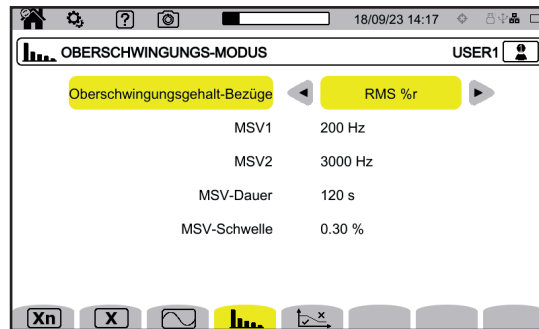 18/09/23 14:17
OBERSCHWINGUNGS-MODUS USER1
Oberschwingungsgehalt-Bezüge RMS %r
MSV1 200 Hz
MSV2 3000 Hz
MSV-Dauer 120 s
MSV-Schwelle 0.30 %
Xn X